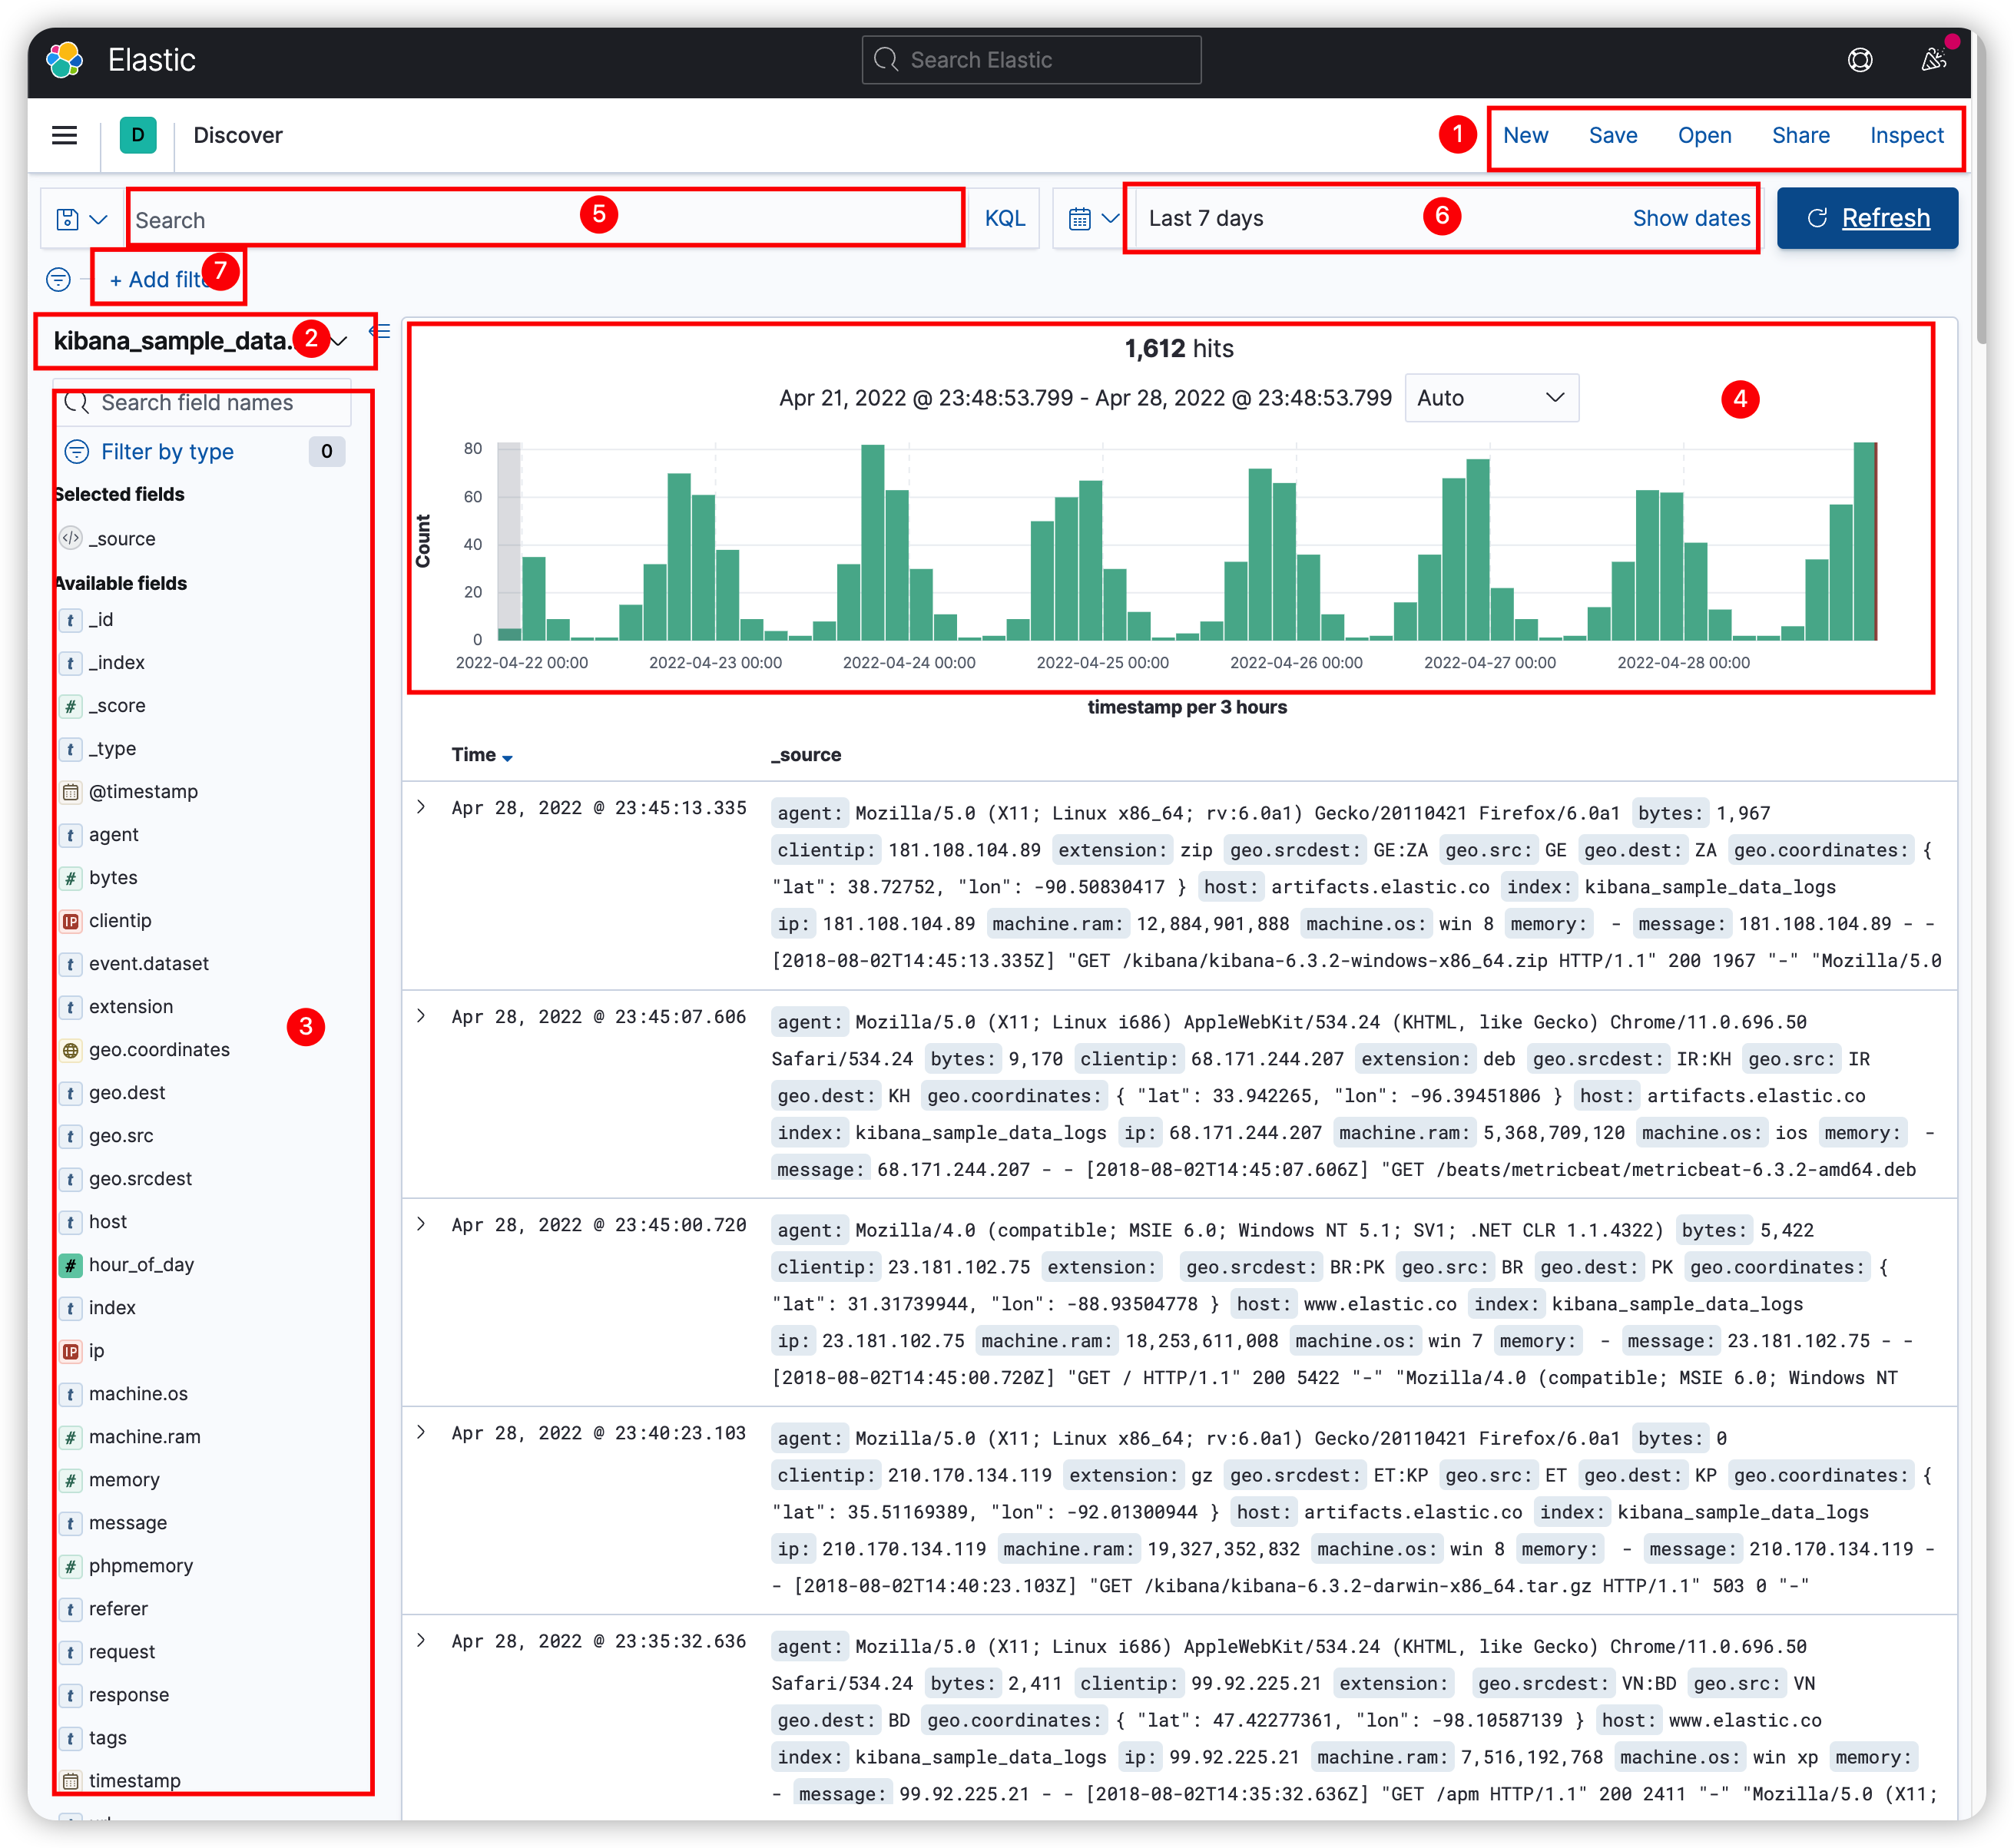 Elastic
Search Elastic
D
Discover
1
New Save Open Share Inspect
Search
5
KQL
Last 7 days
6
Show dates
Refresh
+ Add filte
7
kibana_sample_data.
2
Search field names
Filter by type 0
Selected fields
_source
Available fields
t _id
t _index
# _score
t _type
@timestamp
t agent
# bytes
IP clientip
t event.dataset
t extension
3
geo.coordinates
t geo.dest
t geo.src
t geo.srcdest
t host
# hour_of_day
t index
IP ip
t machine.os
# machine.ram
# memory
t message
# phpmemory
t referer
t request
t response
t tags
timestamp
1,612 hits
Apr 21, 2022 @ 23:48:53.799 - Apr 28, 2022 @ 23:48:53.799 Auto
4
Count
80
60
40
20
0
2022-04-22 00:00 2022-04-23 00:00 2022-04-24 00:00 2022-04-25 00:00 2022-04-26 00:00 2022-04-27 00:00 2022-04-28 00:00
timestamp per 3 hours
Time _source
Apr 28, 2022 @ 23:45:13.335
agent: Mozilla/5.0 (X11; Linux x86_64; rv:6.0a1) Gecko/20110421 Firefox/6.0a1 bytes: 1,967
clientip: 181.108.104.89 extension: zip geo.srcdest: GE:ZA geo.src: GE geo.dest: ZA geo.coordinates: {
"lat": 38.72752, "lon": -90.50830417 } host: artifacts.elastic.co index: kibana_sample_data_logs
ip: 181.108.104.89 machine.ram: 12,884,901,888 machine.os: win 8 memory: - message: 181.108.104.89 - -
[2018-08-02T14:45:13.335Z] "GET /kibana/kibana-6.3.2-windows-x86_64.zip HTTP/1.1" 200 1967 "-" "Mozilla/5.0
Apr 28, 2022 @ 23:45:07.606
agent: Mozilla/5.0 (X11; Linux i686) AppleWebKit/534.24 (KHTML, like Gecko) Chrome/11.0.696.50
Safari/534.24 bytes: 9,170 clientip: 68.171.244.207 extension: deb geo.srcdest: IR:KH geo.src: IR
geo.dest: KH geo.coordinates: { "lat": 33.942265, "lon": -96.39451806 } host: artifacts.elastic.co
index: kibana_sample_data_logs ip: 68.171.244.207 machine.ram: 5,368,709,120 machine.os: ios memory: -
message: 68.171.244.207 - - [2018-08-02T14:45:07.606Z] "GET /beats/metricbeat/metricbeat-6.3.2-amd64.deb
Apr 28, 2022 @ 23:45:00.720
agent: Mozilla/4.0 (compatible; MSIE 6.0; Windows NT 5.1; SV1; .NET CLR 1.1.4322) bytes: 5,422
clientip: 23.181.102.75 extension: geo.srcdest: BR:PK geo.src: BR geo.dest: PK geo.coordinates: {
"lat": 31.31739944, "lon": -88.93504778 } host: www.elastic.co index: kibana_sample_data_logs
ip: 23.181.102.75 machine.ram: 18,253,611,008 machine.os: win 7 memory: - message: 23.181.102.75 - -
[2018-08-02T14:45:00.720Z] "GET / HTTP/1.1" 200 5422 "-" "Mozilla/4.0 (compatible; MSIE 6.0; Windows NT
Apr 28, 2022 @ 23:40:23.103
agent: Mozilla/5.0 (X11; Linux x86_64; rv:6.0a1) Gecko/20110421 Firefox/6.0a1 bytes: 0
clientip: 210.170.134.119 extension: gz geo.srcdest: ET:KP geo.src: ET geo.dest: KP geo.coordinates: {
"lat": 35.51169389, "lon": -92.01300944 } host: artifacts.elastic.co index: kibana_sample_data_logs
ip: 210.170.134.119 machine.ram: 19,327,352,832 machine.os: win 8 memory: - message: 210.170.134.119 -
- [2018-08-02T14:40:23.103Z] "GET /kibana/kibana-6.3.2-darwin-x86_64.tar.gz HTTP/1.1" 503 0 "-"
Apr 28, 2022 @ 23:35:32.636
agent: Mozilla/5.0 (X11; Linux i686) AppleWebKit/534.24 (KHTML, like Gecko) Chrome/11.0.696.50
Safari/534.24 bytes: 2,411 clientip: 99.92.225.21 extension: geo.srcdest: VN:BD geo.src: VN
geo.dest: BD geo.coordinates: { "lat": 47.42277361, "lon": -98.10587139 } host: www.elastic.co
index: kibana_sample_data_logs ip: 99.92.225.21 machine.ram: 7,516,192,768 machine.os: win xp memory:
- message: 99.92.225.21 - - [2018-08-02T14:35:32.636Z] "GET /apm HTTP/1.1" 200 2411 "-" "Mozilla/5.0 (X11;